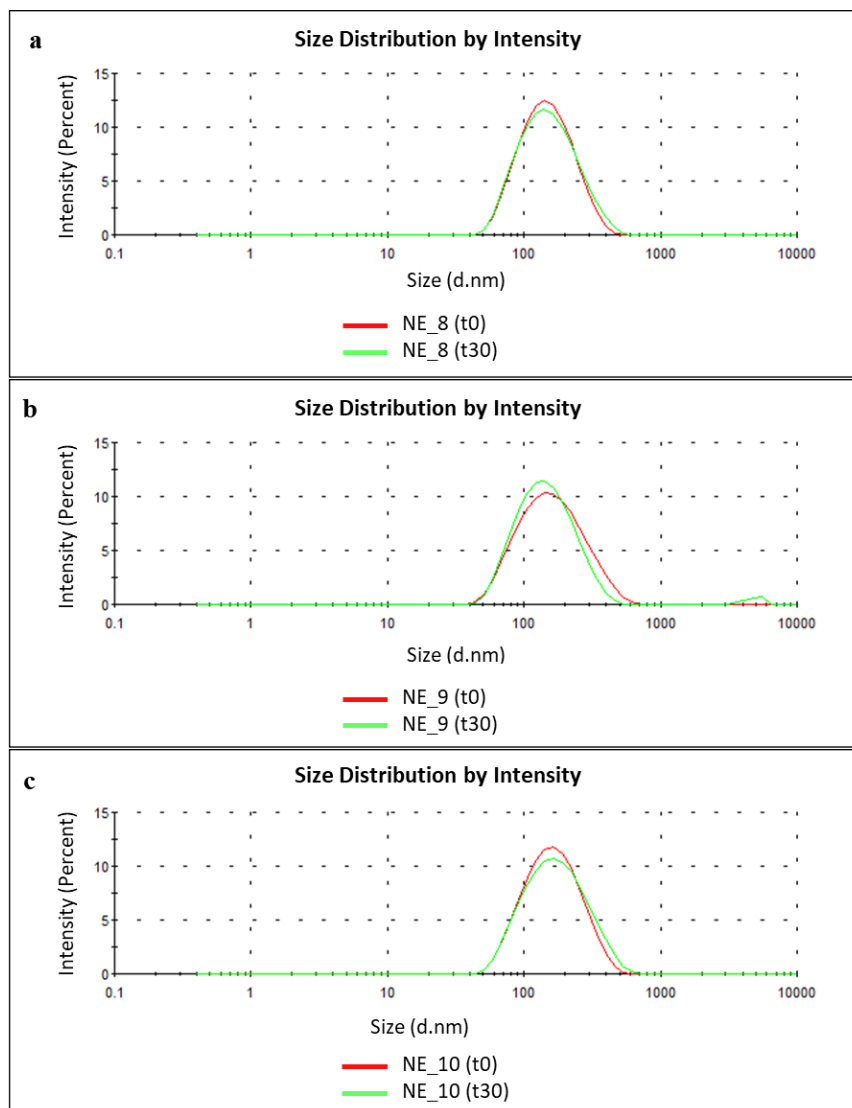 a
Size Distribution by Intensity
Intensity (Percent)
15
10
5
0
0.1 1 10 100 1000 10000
Size (d.nm)
NE_8 (t0)
NE_8 (t30)
b
Size Distribution by Intensity
Intensity (Percent)
15
10
5
0
0.1 1 10 100 1000 10000
Size (d.nm)
NE_9 (t0)
NE_9 (t30)
c
Size Distribution by Intensity
Intensity (Percent)
15
10
5
0
0.1 1 10 100 1000 10000
Size (d.nm)
NE_10 (t0)
NE_10 (t30)